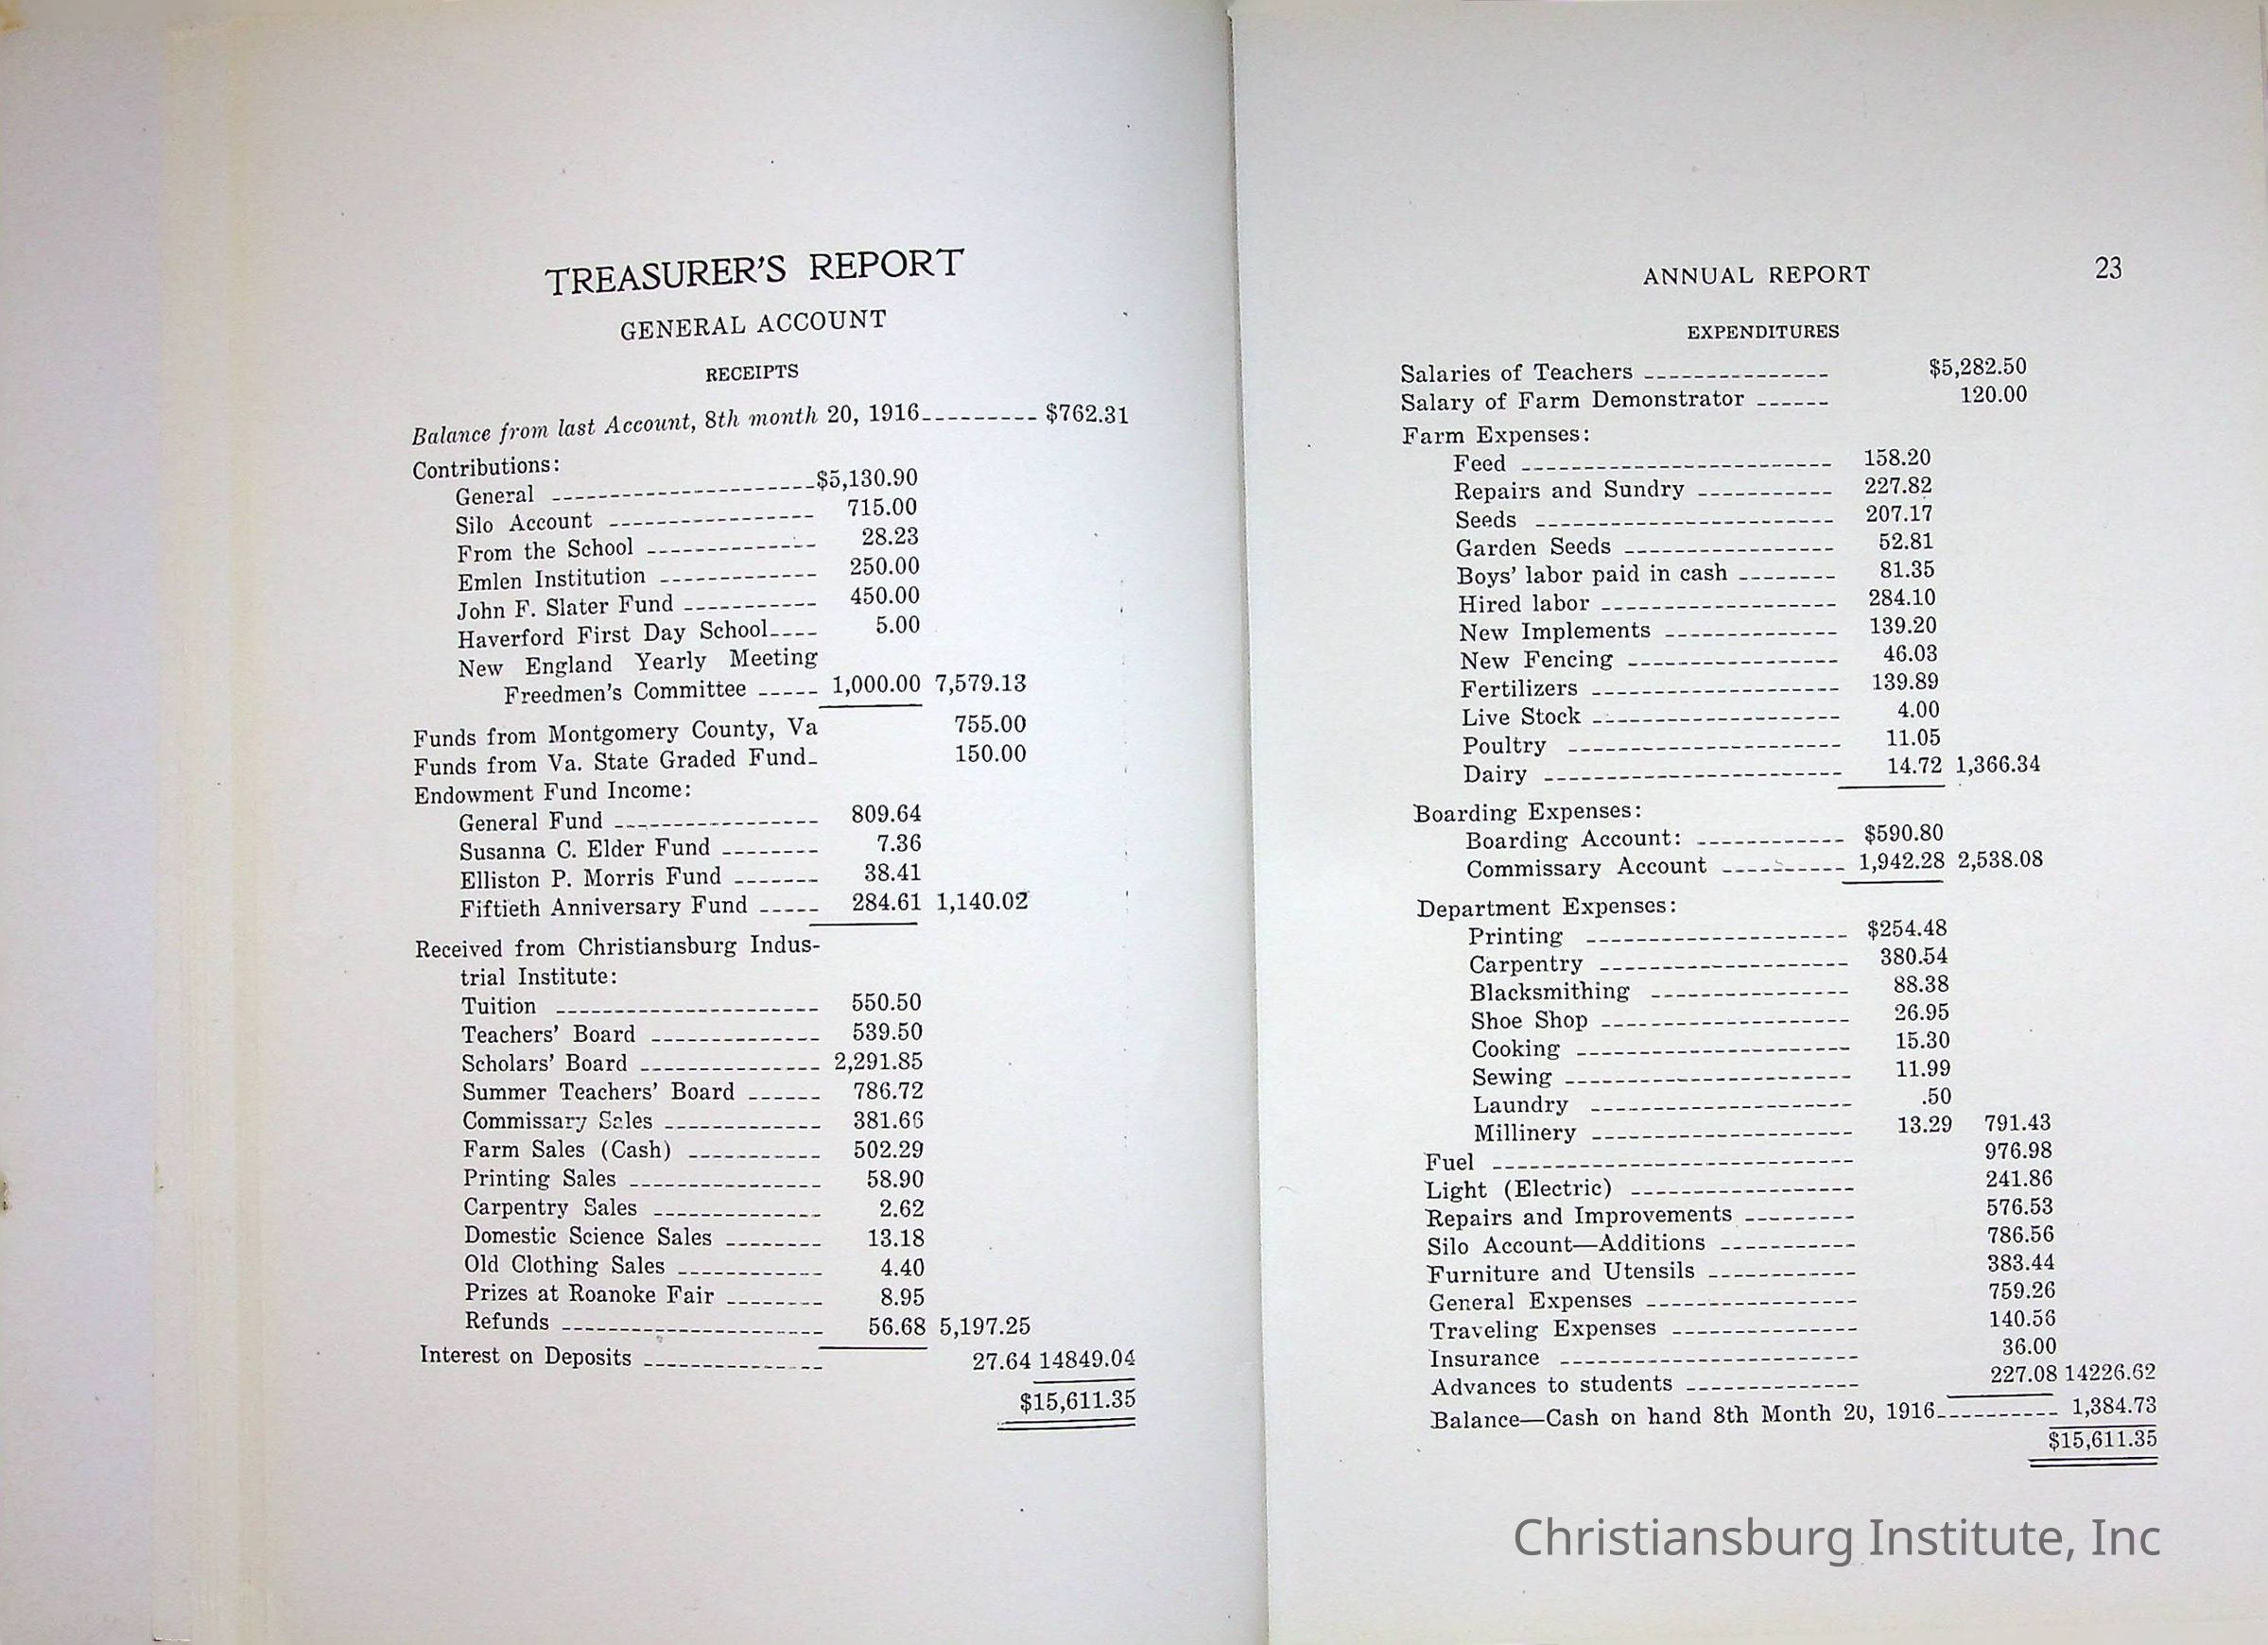 TREASURER'S REPORT
GENERAL ACCOUNT
RECEIPTS
Balance from last Account, 8th month 20, 1916--------- $762.31
Contributions:
General ----------------------$5,130.90
Silo Account ----------------- 715.00
From the School -------------- 28.23
Emlen Institution ------------- 250.00
John F. Slater Fund ----------- 450.00
Haverford First Day School---- 5.00
New England Yearly Meeting
Freedmen's Committee ----- 1,000.00 7,579.13
Funds from Montgomery County, Va 755.00
Funds from Va. State Graded Fund- 150.00
Endowment Fund Income:
General Fund ----------------- 809.64
Susanna C. Elder Fund -------- 7.36
Elliston P. Morris Fund ------- 38.41
Fiftieth Anniversary Fund ----- 284.61 1,140.02
Received from Christiansburg Indus-
trial Institute:
Tuition ---------------------- 550.50
Teachers' Board -------------- 539.50
Scholars' Board --------------- 2,291.85
Summer Teachers' Board ------ 786.72
Commissary Sales ------------- 381.66
Farm Sales (Cash) ----------- 502.29
Printing Sales ---------------- 58.90
Carpentry Sales -------------- 2.62
Domestic Science Sales -------- 13.18
Old Clothing Sales ------------ 4.40
Prizes at Roanoke Fair -------- 8.95
Refunds ---------------------- 56.68 5,197.25
Interest on Deposits --------------- 27.64 14849.04
$15,611.35
ANNUAL REPORT 23
EXPENDITURES
Salaries of Teachers --------------- $5,282.50
Salary of Farm Demonstrator ------ 120.00
Farm Expenses:
Feed ------------------------- 158.20
Repairs and Sundry ----------- 227.82
Seeds ------------------------ 207.17
Garden Seeds ----------------- 52.81
Boys' labor paid in cash -------- 81.35
Hired labor ------------------- 284.10
New Implements -------------- 139.20
New Fencing ----------------- 46.03
Fertilizers -------------------- 139.89
Live Stock -------------------- 4.00
Poultry ---------------------- 11.05
Dairy ------------------------ 14.72 1,366.34
Boarding Expenses:
Boarding Account: ------------ $590.80
Commissary Account ---------- 1,942.28 2,538.08
Department Expenses:
Printing --------------------- $254.48
Carpentry -------------------- 380.54
Blacksmithing ---------------- 88.38
Shoe Shop -------------------- 26.95
Cooking ---------------------- 15.30
Sewing ----------------------- 11.99
Laundry --------------------- .50
Millinery --------------------- 13.29 791.43
Fuel ----------------------------- 976.98
Light (Electric) ------------------ 241.86
Repairs and Improvements --------- 576.53
Silo Account—Additions ----------- 786.56
Furniture and Utensils ------------ 383.44
General Expenses ----------------- 759.26
Traveling Expenses --------------- 140.56
Insurance ------------------------ 36.00
Advances to students -------------- 227.08 14226.62
Balance—Cash on hand 8th Month 20, 1916---------- 1,384.73
$15,611.35
Christiansburg Institute, Inc